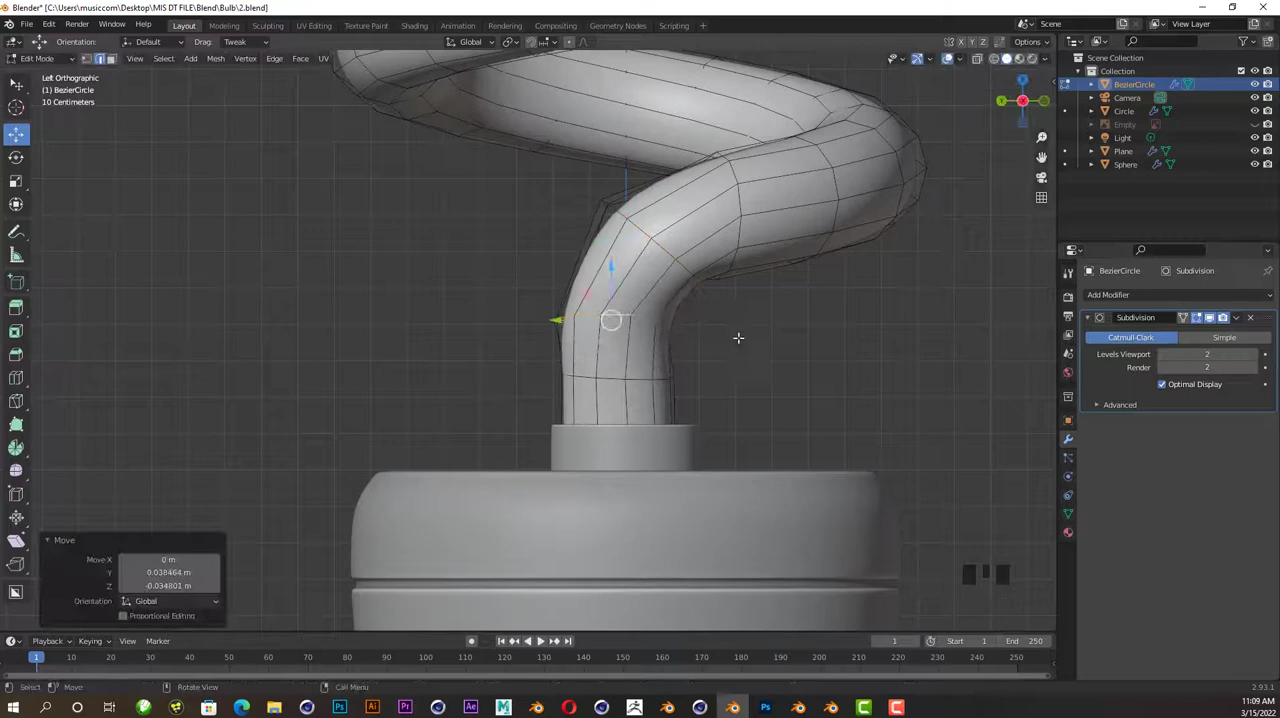 Blender* [C:\Users\musiccom\Desktop\MIS DT FILE\Blend\Bulb\2.blend]
File Edit Render Window Help Layout Modeling Sculpting UV Editing Texture Paint Shading Animation Rendering Compositing Geometry Nodes Scripting + Scene View Layer
Orientation: Default Drag: Tweak Global X Y Z Options
Edit Mode View Select Add Mesh Vertex Edge Face UV
Left Orthographic
(1) BezierCircle
10 Centimeters
Scene Collection
Collection
BezierCircle
Camera
Circle
Empty
Light
Plane
Sphere
BezierCircle Subdivision
Add Modifier
Subdivision
Catmull-Clark Simple
Levels Viewport 2
Render 2
Optimal Display
Advanced
Move
Move X 0 m
Y 0.038464 m
Z -0.034801 m
Orientation Global
Proportional Editing
Playback Keying View Marker 1 Start 1 End 250
1 10 20 30 40 50 60 70 80 90 100 110 120 130 140 150 160 170 180 190 200 210 220 230 240 250
Select Move Rotate View Call Menu 2.93.1
11:09 AM
3/15/2022